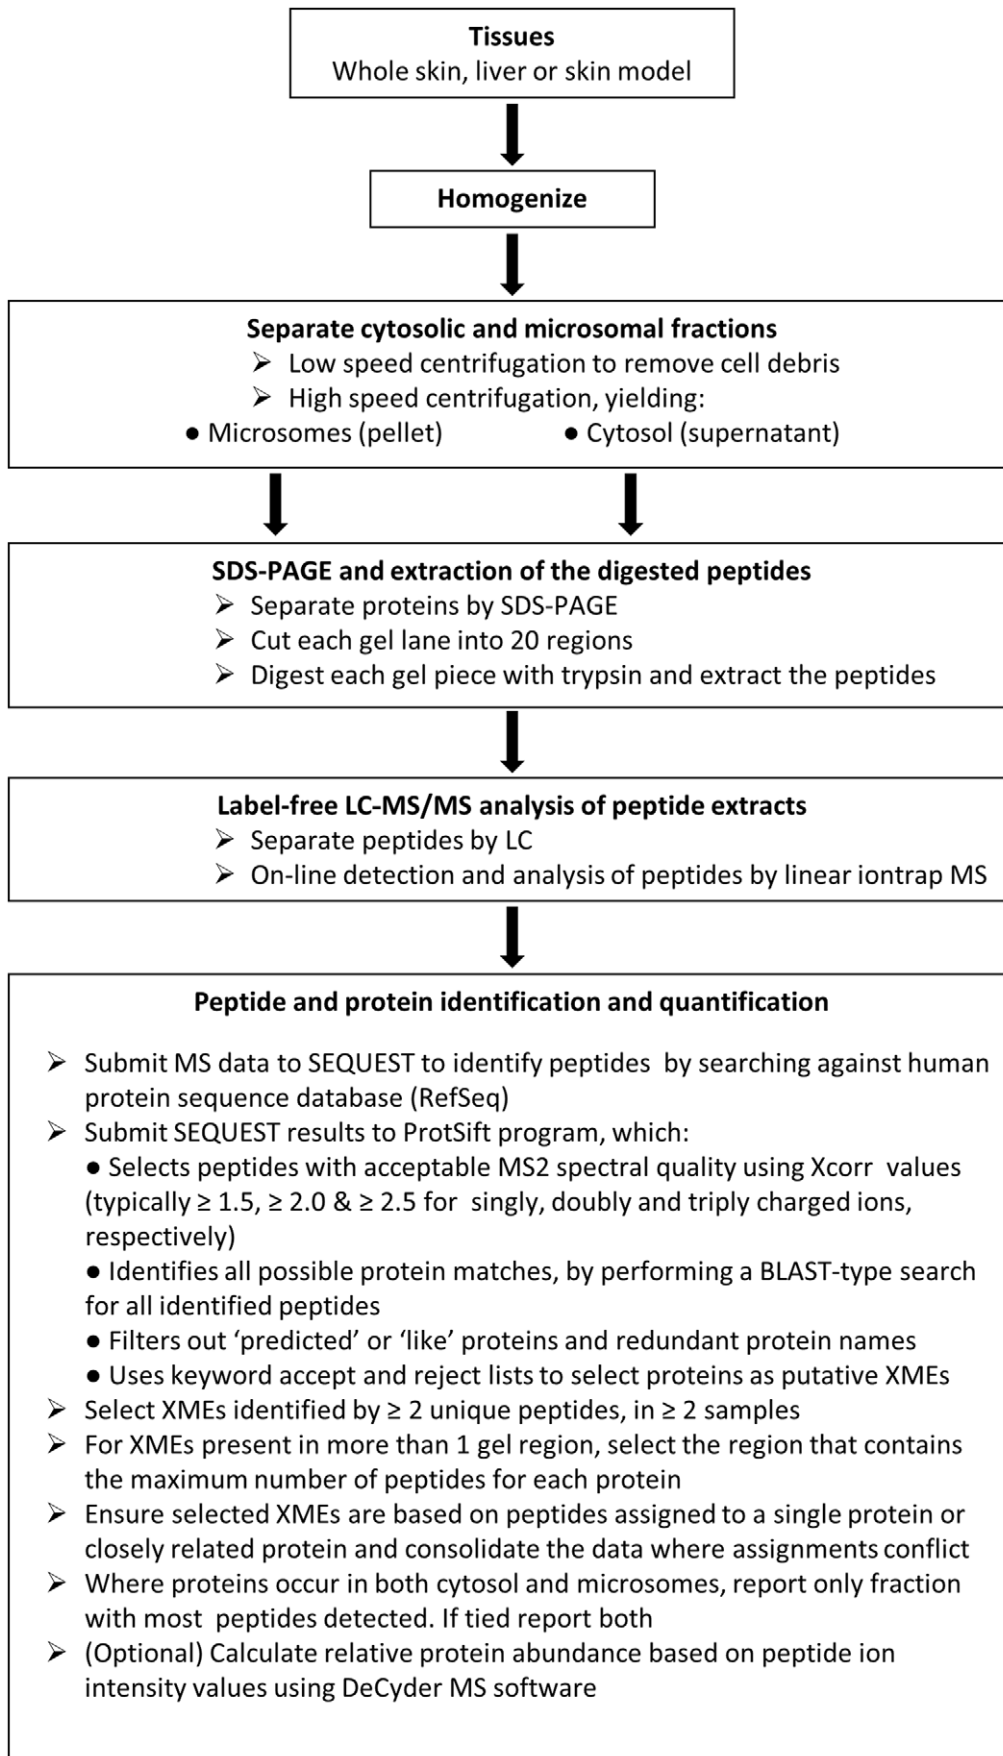 Tissues
Whole skin, liver or skin model
Homogenize
Separate cytosolic and microsomal fractions
➢ Low speed centrifugation to remove cell debris
➢ High speed centrifugation, yielding:
● Microsomes (pellet) ● Cytosol (supernatant)
SDS-PAGE and extraction of the digested peptides
➢ Separate proteins by SDS-PAGE
➢ Cut each gel lane into 20 regions
➢ Digest each gel piece with trypsin and extract the peptides
Label-free LC-MS/MS analysis of peptide extracts
➢ Separate peptides by LC
➢ On-line detection and analysis of peptides by linear iontrap MS
Peptide and protein identification and quantification
➢ Submit MS data to SEQUEST to identify peptides by searching against human
protein sequence database (RefSeq)
➢ Submit SEQUEST results to ProtSift program, which:
● Selects peptides with acceptable MS2 spectral quality using Xcorr values
(typically ≥ 1.5, ≥ 2.0 & ≥ 2.5 for singly, doubly and triply charged ions,
respectively)
● Identifies all possible protein matches, by performing a BLAST-type search
for all identified peptides
● Filters out ‘predicted’ or ‘like’ proteins and redundant protein names
● Uses keyword accept and reject lists to select proteins as putative XMEs
➢ Select XMEs identified by ≥ 2 unique peptides, in ≥ 2 samples
➢ For XMEs present in more than 1 gel region, select the region that contains
the maximum number of peptides for each protein
➢ Ensure selected XMEs are based on peptides assigned to a single protein or
closely related protein and consolidate the data where assignments conflict
➢ Where proteins occur in both cytosol and microsomes, report only fraction
with most peptides detected. If tied report both
➢ (Optional) Calculate relative protein abundance based on peptide ion
intensity values using DeCyder MS software